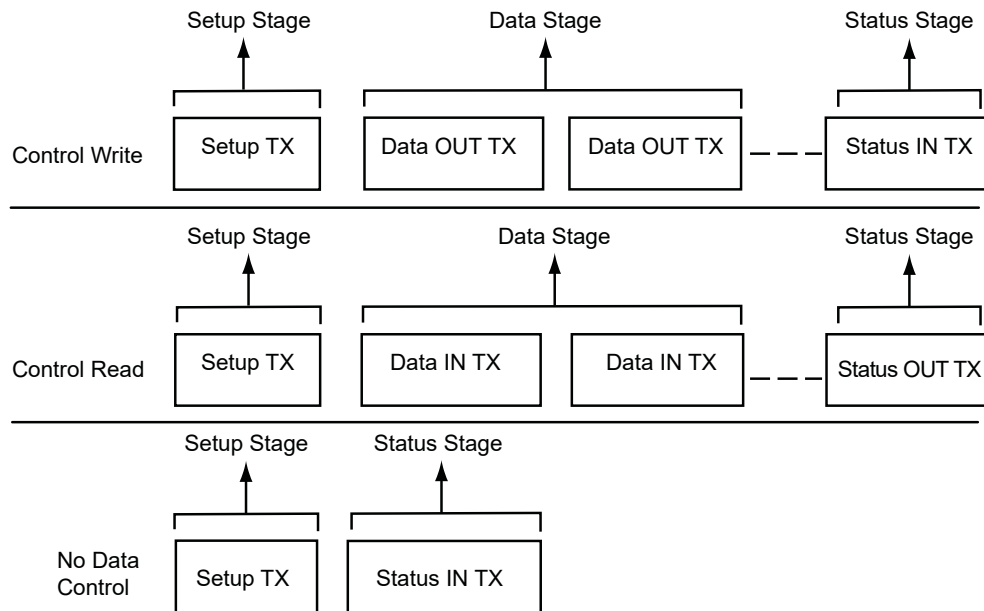 Setup Stage Data Stage Status Stage
Control Write Setup TX Data OUT TX Data OUT TX Status IN TX
Setup Stage Data Stage Status Stage
Control Read Setup TX Data IN TX Data IN TX Status OUT TX
Setup Stage Status Stage
No Data
Control
Setup TX Status IN TX